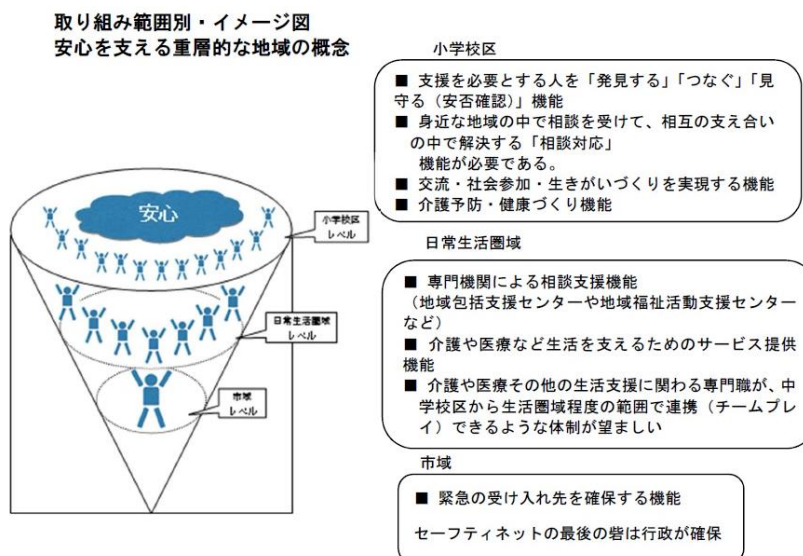 取り組み範囲別・イメージ図
安心を支える重層的な地域の概念
安心
小学校区
レベル
日常生活圏域
レベル
市域
レベル
小学校区
■ 支援を必要とする人を「発見する」「つなぐ」「見
守る（安否確認）」機能
■ 身近な地域の中で相談を受けて、相互の支え合い
の中で解決する「相談対応」
機能が必要である。
■ 交流・社会参加・生きがいづくりを実現する機能
■ 介護予防・健康づくり機能
日常生活圏域
■ 専門機関による相談支援機能
（地域包括支援センターや地域福祉活動支援センター
など）
■ 介護や医療など生活を支えるためのサービス提供
機能
■ 介護や医療その他の生活支援に関わる専門職が、中
学校区から生活圏域程度の範囲で連携（チームプレ
イ）できるような体制が望ましい
市域
■ 緊急の受け入れ先を確保する機能
セーフティネットの最後の砦は行政が確保